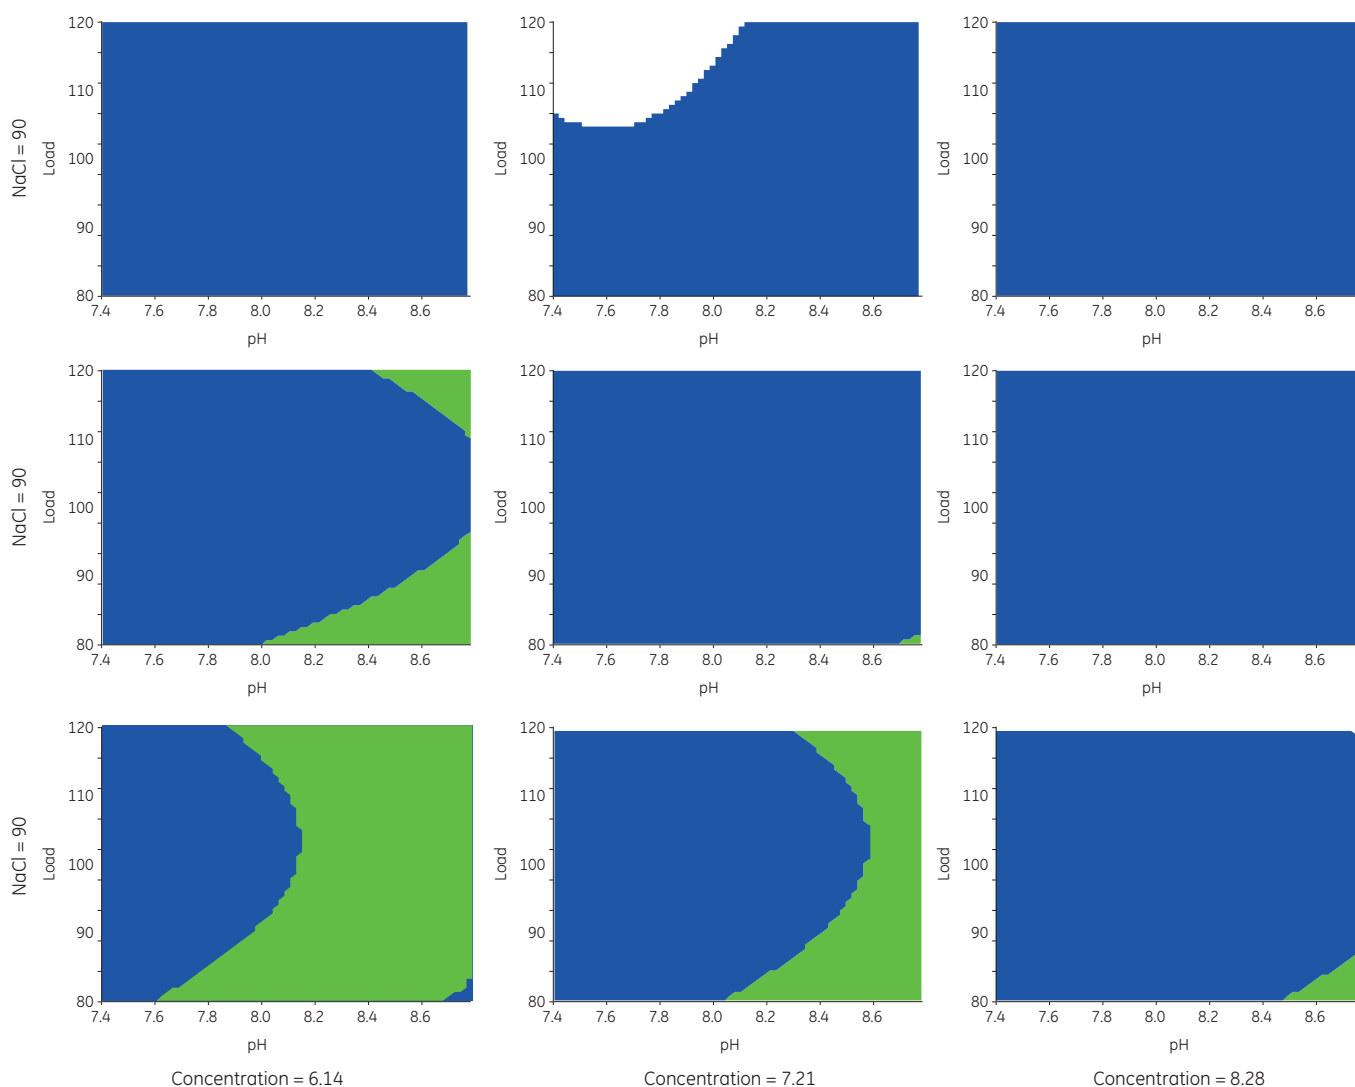 120 120 120
110 110 110
NaCl = 90 Load 100 Load 100 Load 100
90 90 90
80 80 80
7.4 7.6 7.8 8.0 8.2 8.4 8.6 7.4 7.6 7.8 8.0 8.2 8.4 8.6 7.4 7.6 7.8 8.0 8.2 8.4 8.6
pH pH pH
120 120 120
110 110 110
NaCl = 90 Load 100 Load 100 Load 100
90 90 90
80 80 80
7.4 7.6 7.8 8.0 8.2 8.4 8.6 7.4 7.6 7.8 8.0 8.2 8.4 8.6 7.4 7.6 7.8 8.0 8.2 8.4 8.6
pH pH pH
120 120 120
110 110 110
NaCl = 90 Load 100 Load 100 Load 100
90 90 90
80 80 80
7.4 7.6 7.8 8.0 8.2 8.4 8.6 7.4 7.6 7.8 8.0 8.2 8.4 8.6 7.4 7.6 7.8 8.0 8.2 8.4 8.6
pH pH pH
Concentration = 6.14 Concentration = 7.21 Concentration = 8.28